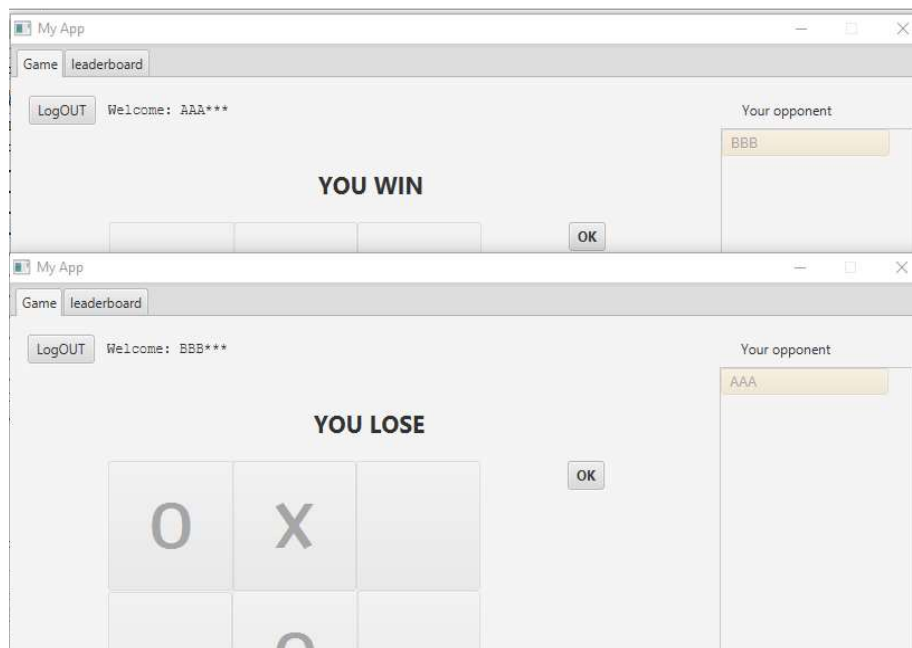 My App
Game leaderboard
LogOUT Welcome: AAA*** Your opponent
BBB
YOU WIN
OK
My App
Game leaderboard
LogOUT Welcome: BBB*** Your opponent
AAA
YOU LOSE
OK
O X
O